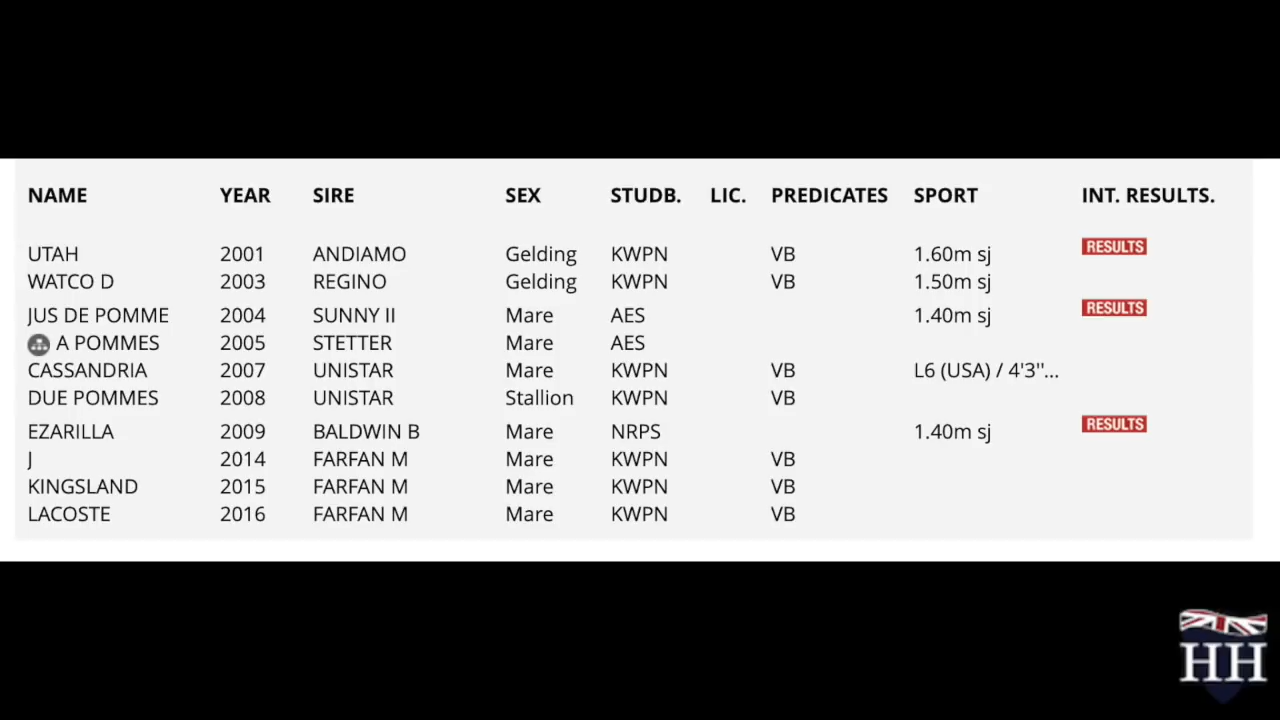 NAME YEAR SIRE SEX STUDB. LIC. PREDICATES SPORT INT. RESULTS.
UTAH 2001 ANDIAMO Gelding KWPN VB 1.60m sj RESULTS
WATCO D 2003 REGINO Gelding KWPN VB 1.50m sj
JUS DE POMME 2004 SUNNY II Mare AES 1.40m sj RESULTS
A POMMES 2005 STETTER Mare AES
CASSANDRIA 2007 UNISTAR Mare KWPN VB L6 (USA) / 4'3"...
DUE POMMES 2008 UNISTAR Stallion KWPN VB
EZARILLA 2009 BALDWIN B Mare NRPS 1.40m sj RESULTS
J 2014 FARFAN M Mare KWPN VB
KINGSLAND 2015 FARFAN M Mare KWPN VB
LACOSTE 2016 FARFAN M Mare KWPN VB
HH